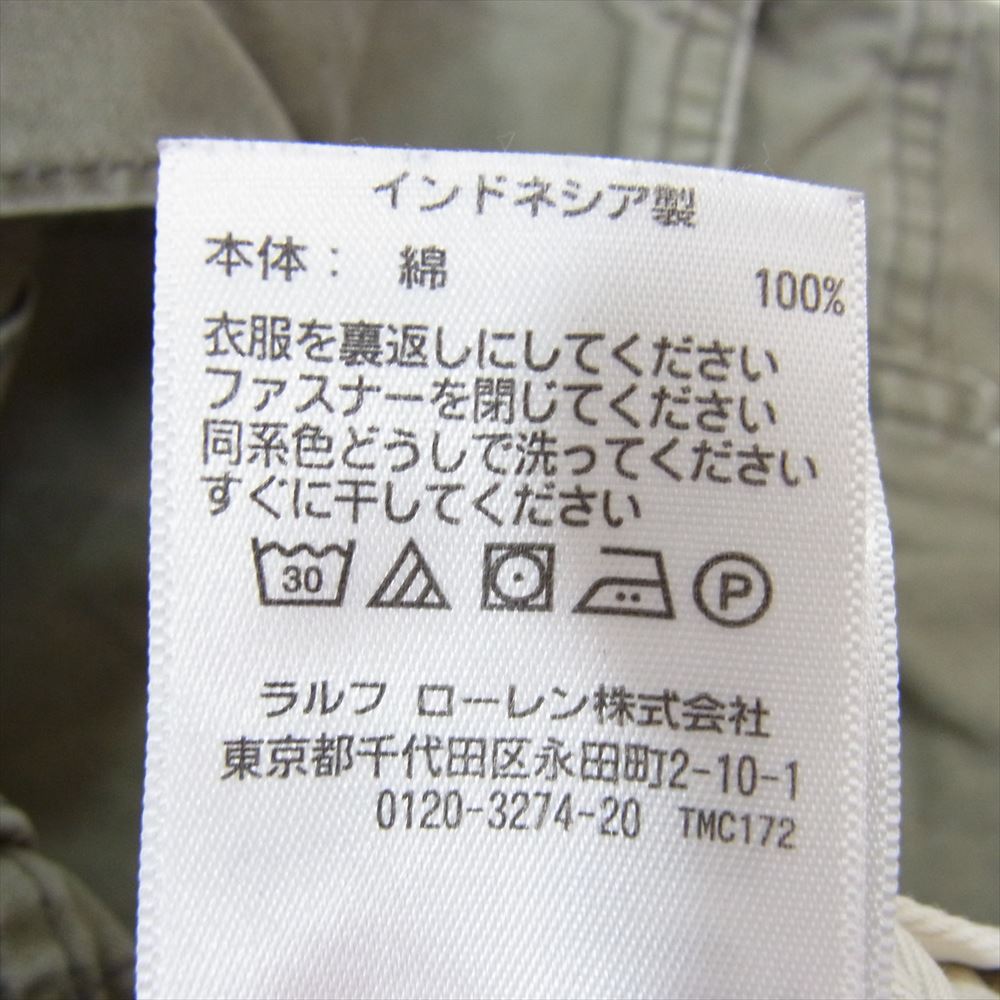 インドネシア製
本体: 綿 100%
衣服を裏返しにしてください
ファスナーを閉じてください
同系色どうしで洗ってください
すぐに干してください
30 P
ラルフ ローレン株式会社
東京都千代田区永田町2-10-1
0120-3274-20 TMC172